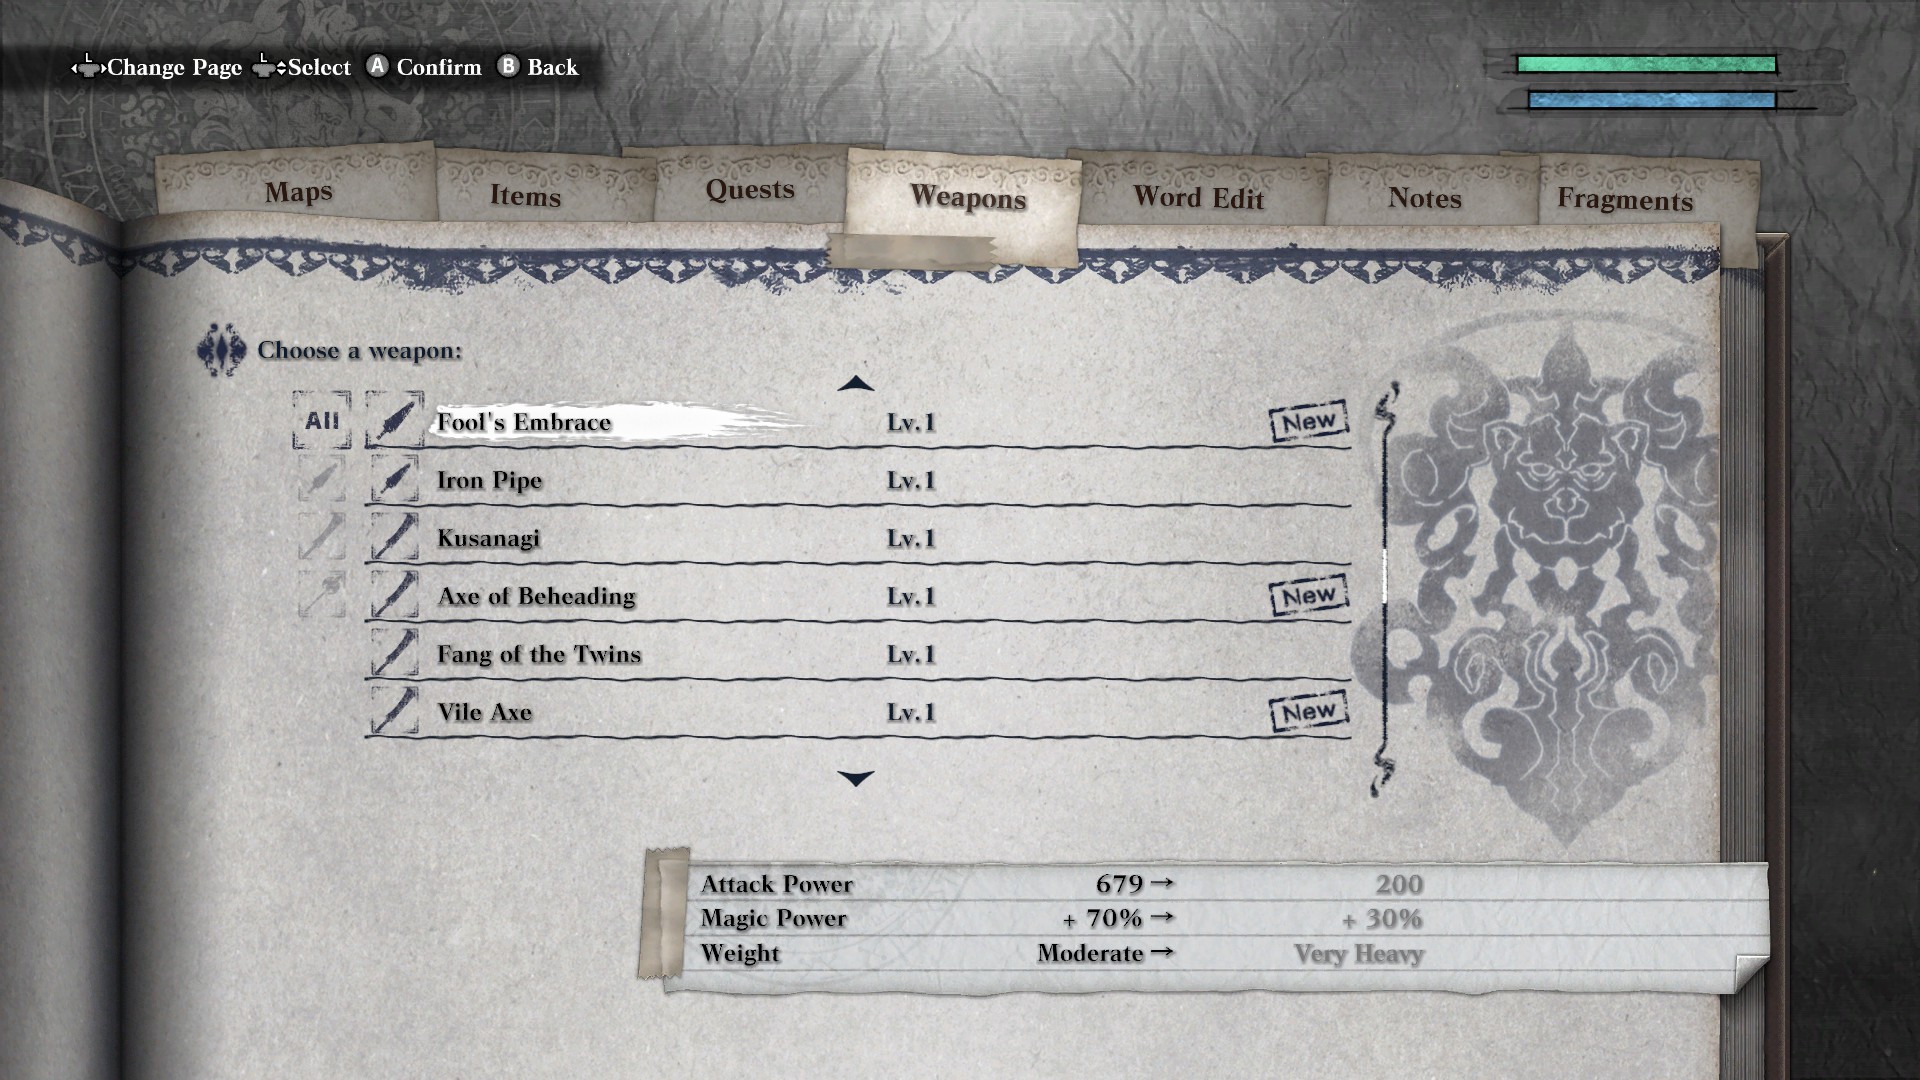 L Change Page L Select A Confirm B Back
Maps Items Quests Weapons Word Edit Notes Fragments
Choose a weapon:
All Fool's Embrace Lv.1 New
Iron Pipe Lv.1
Kusanagi Lv.1
Axe of Beheading Lv.1 New
Fang of the Twins Lv.1
Vile Axe Lv.1 New
Attack Power 679→ 200
Magic Power + 70%→ + 30%
Weight Moderate→ Very Heavy